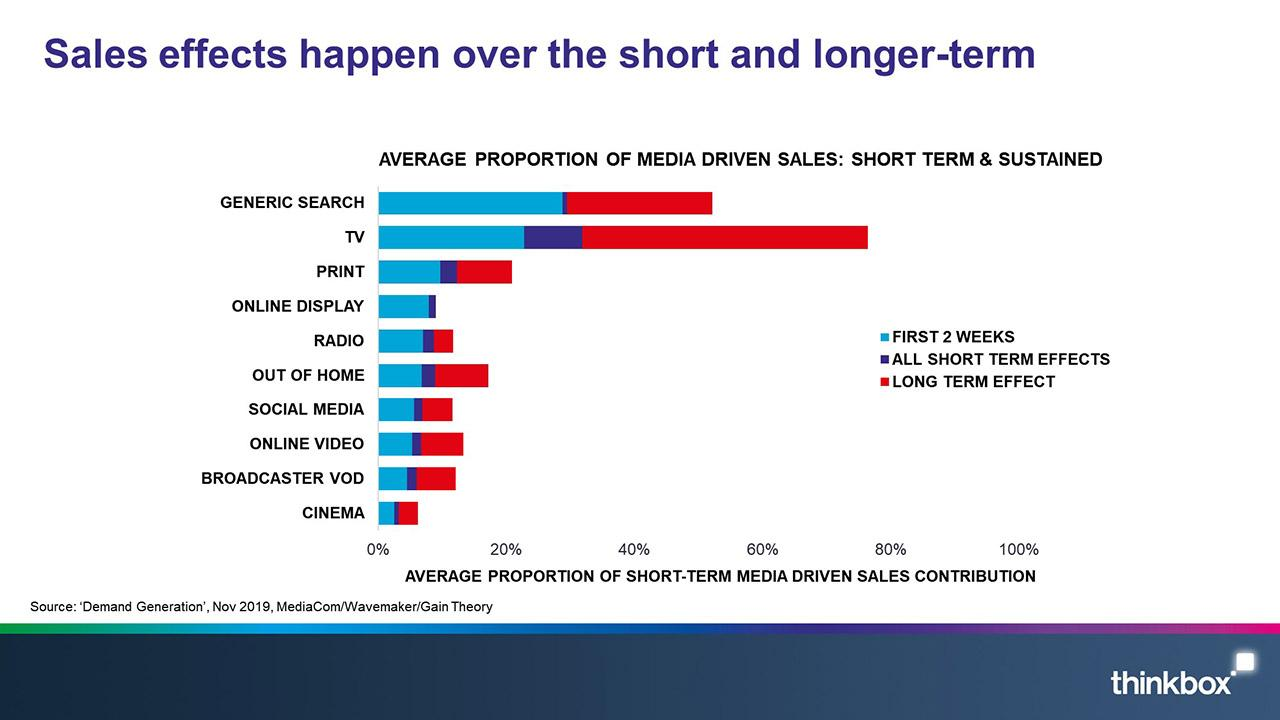 Sales effects happen over the short and longer-term
AVERAGE PROPORTION OF MEDIA DRIVEN SALES: SHORT TERM & SUSTAINED
GENERIC SEARCH
TV
PRINT
ONLINE DISPLAY
RADIO
OUT OF HOME
SOCIAL MEDIA
ONLINE VIDEO
BROADCASTER VOD
CINEMA
FIRST 2 WEEKS
ALL SHORT TERM EFFECTS
LONG TERM EFFECT
0% 20% 40% 60% 80% 100%
AVERAGE PROPORTION OF SHORT-TERM MEDIA DRIVEN SALES CONTRIBUTION
Source: ‘Demand Generation’, Nov 2019, MediaCom/Wavemaker/Gain Theory
thinkbox